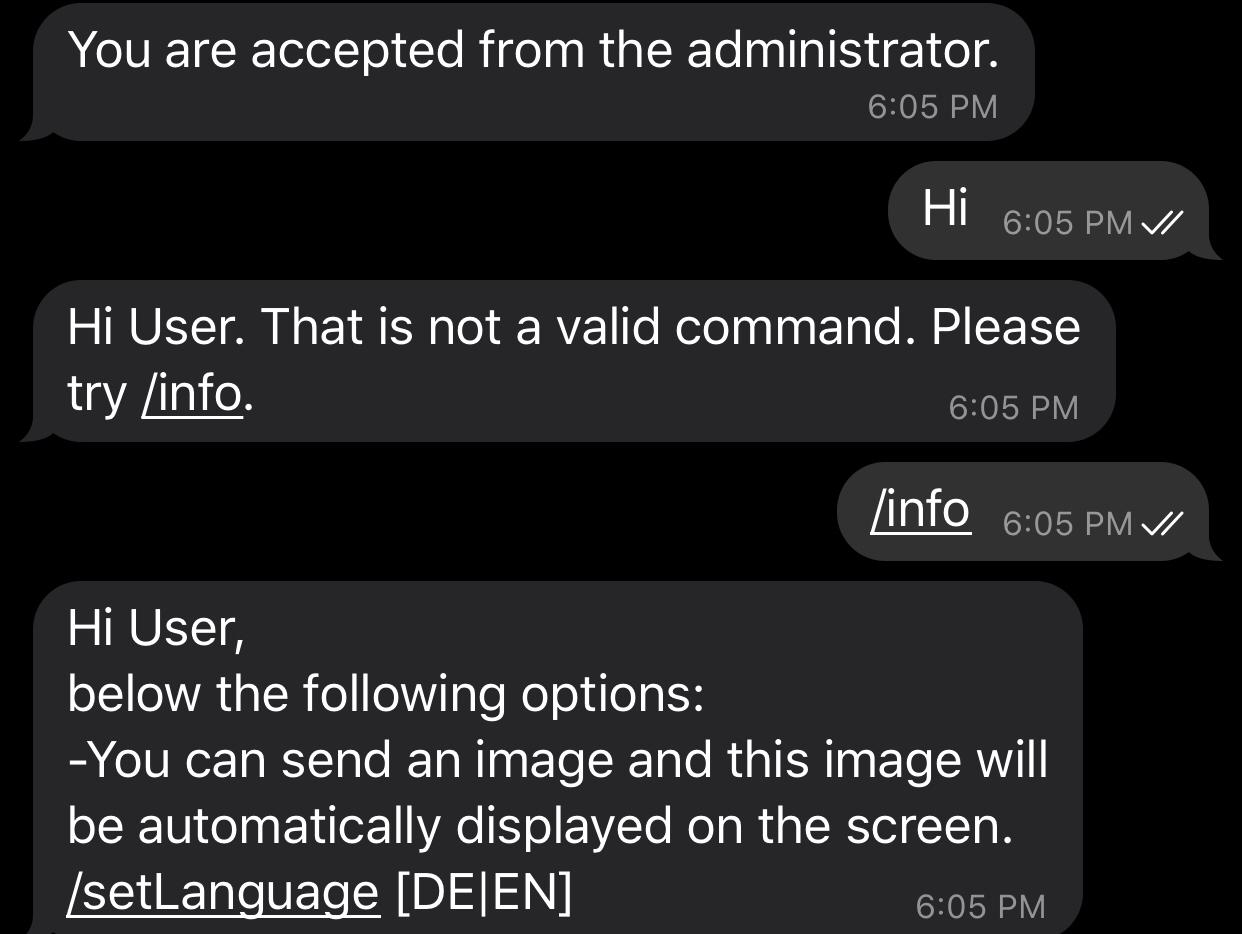 You are accepted from the administrator.
6:05 PM
Hi 6:05 PM
Hi User. That is not a valid command. Please
try /info.
6:05 PM
/info 6:05 PM
Hi User,
below the following options:
-You can send an image and this image will
be automatically displayed on the screen.
/setLanguage [DE|EN]
6:05 PM